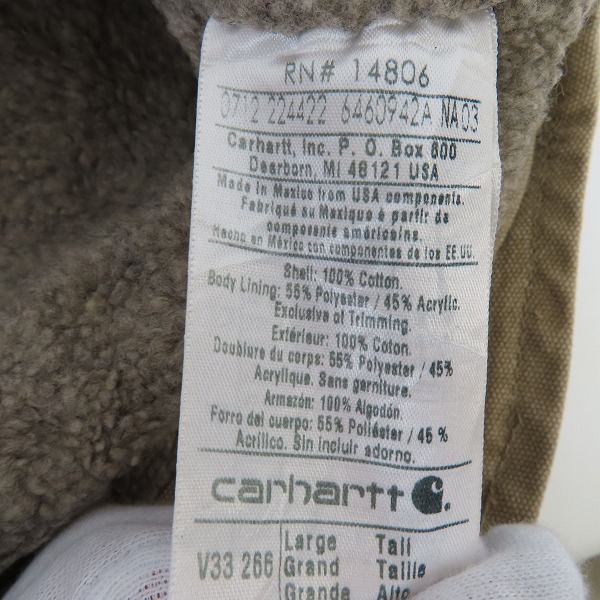 RN# 14806
0712 224422 6460942A NA03
Carhartt, Inc. P. O. Box 600
Dearborn, MI 48121 USA
Made in Mexico from USA components.
Fabriqué au Mexique à partir de
composante américains.
Hecho en México con componentes de los EE.UU.
Shell: 100% Cotton.
Body Lining: 55% Polyester / 45% Acrylic.
Exclusive of Trimming.
Extérieur: 100% Coton.
Doublure du corps: 55% Polyester / 45%
Acrylique. Sans garniture.
Armazón: 100% Algodón.
Forro del cuerpo: 55% Poliéster / 45 %
Acrílico. Sin incluir adorno.
carhartt
V33 266 Large Tall
Grand Taille
Grande Alto